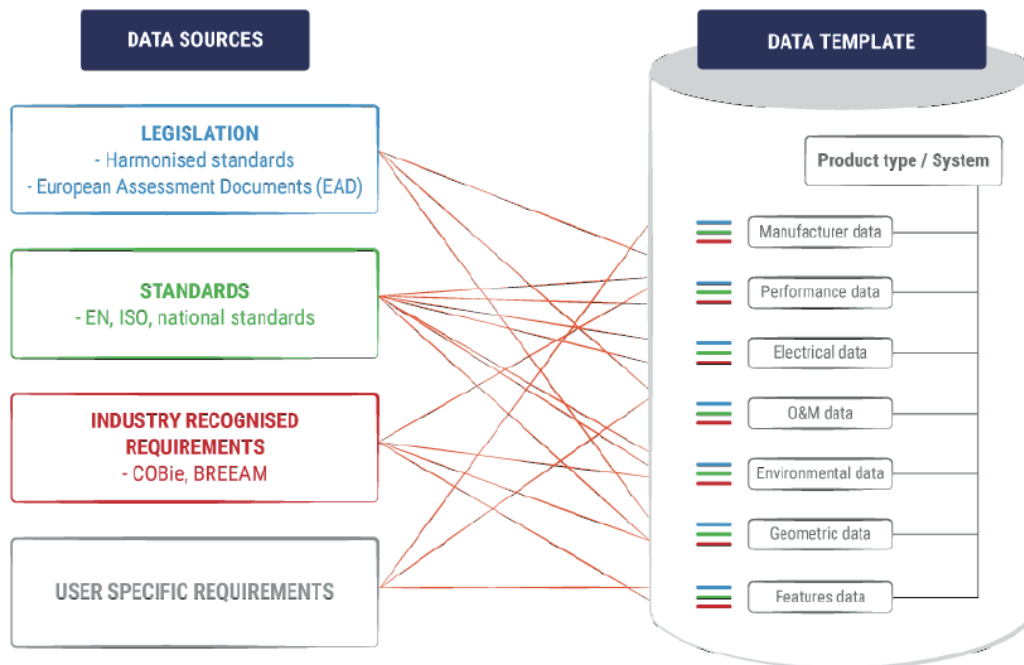 DATA SOURCES
LEGISLATION
- Harmonised standards
- European Assessment Documents (EAD)
STANDARDS
- EN, ISO, national standards
INDUSTRY RECOGNISED
REQUIREMENTS
- COBie, BREEAM
USER SPECIFIC REQUIREMENTS
DATA TEMPLATE
Product type / System
Manufacturer data
Performance data
Electrical data
O&M data
Environmental data
Geometric data
Features data